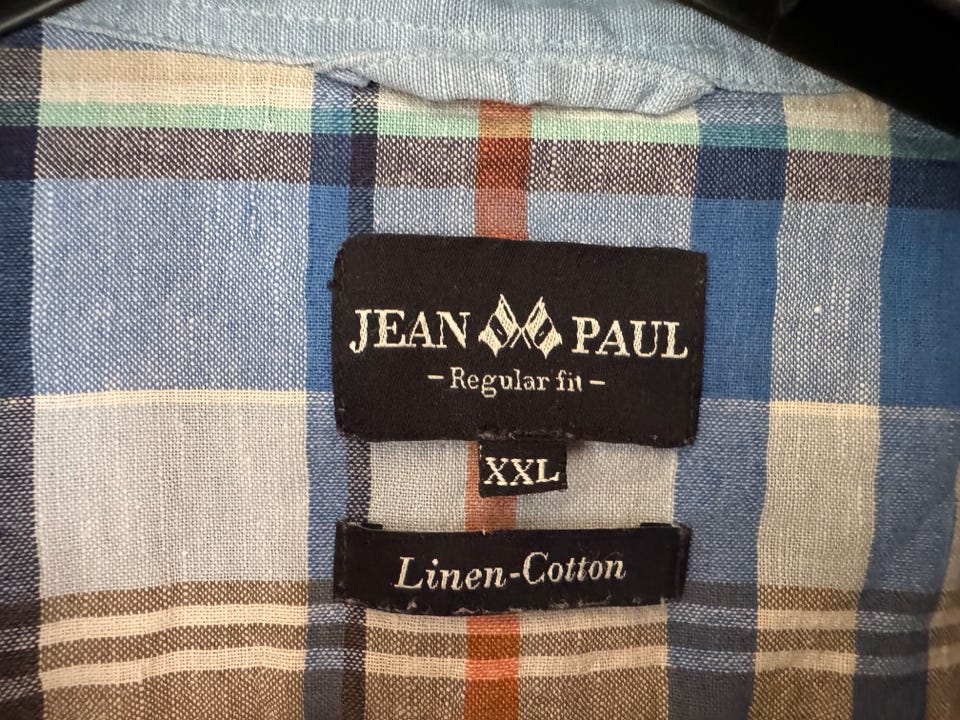 JEAN PAUL
- Regular fit -
XXL
Linen-Cotton